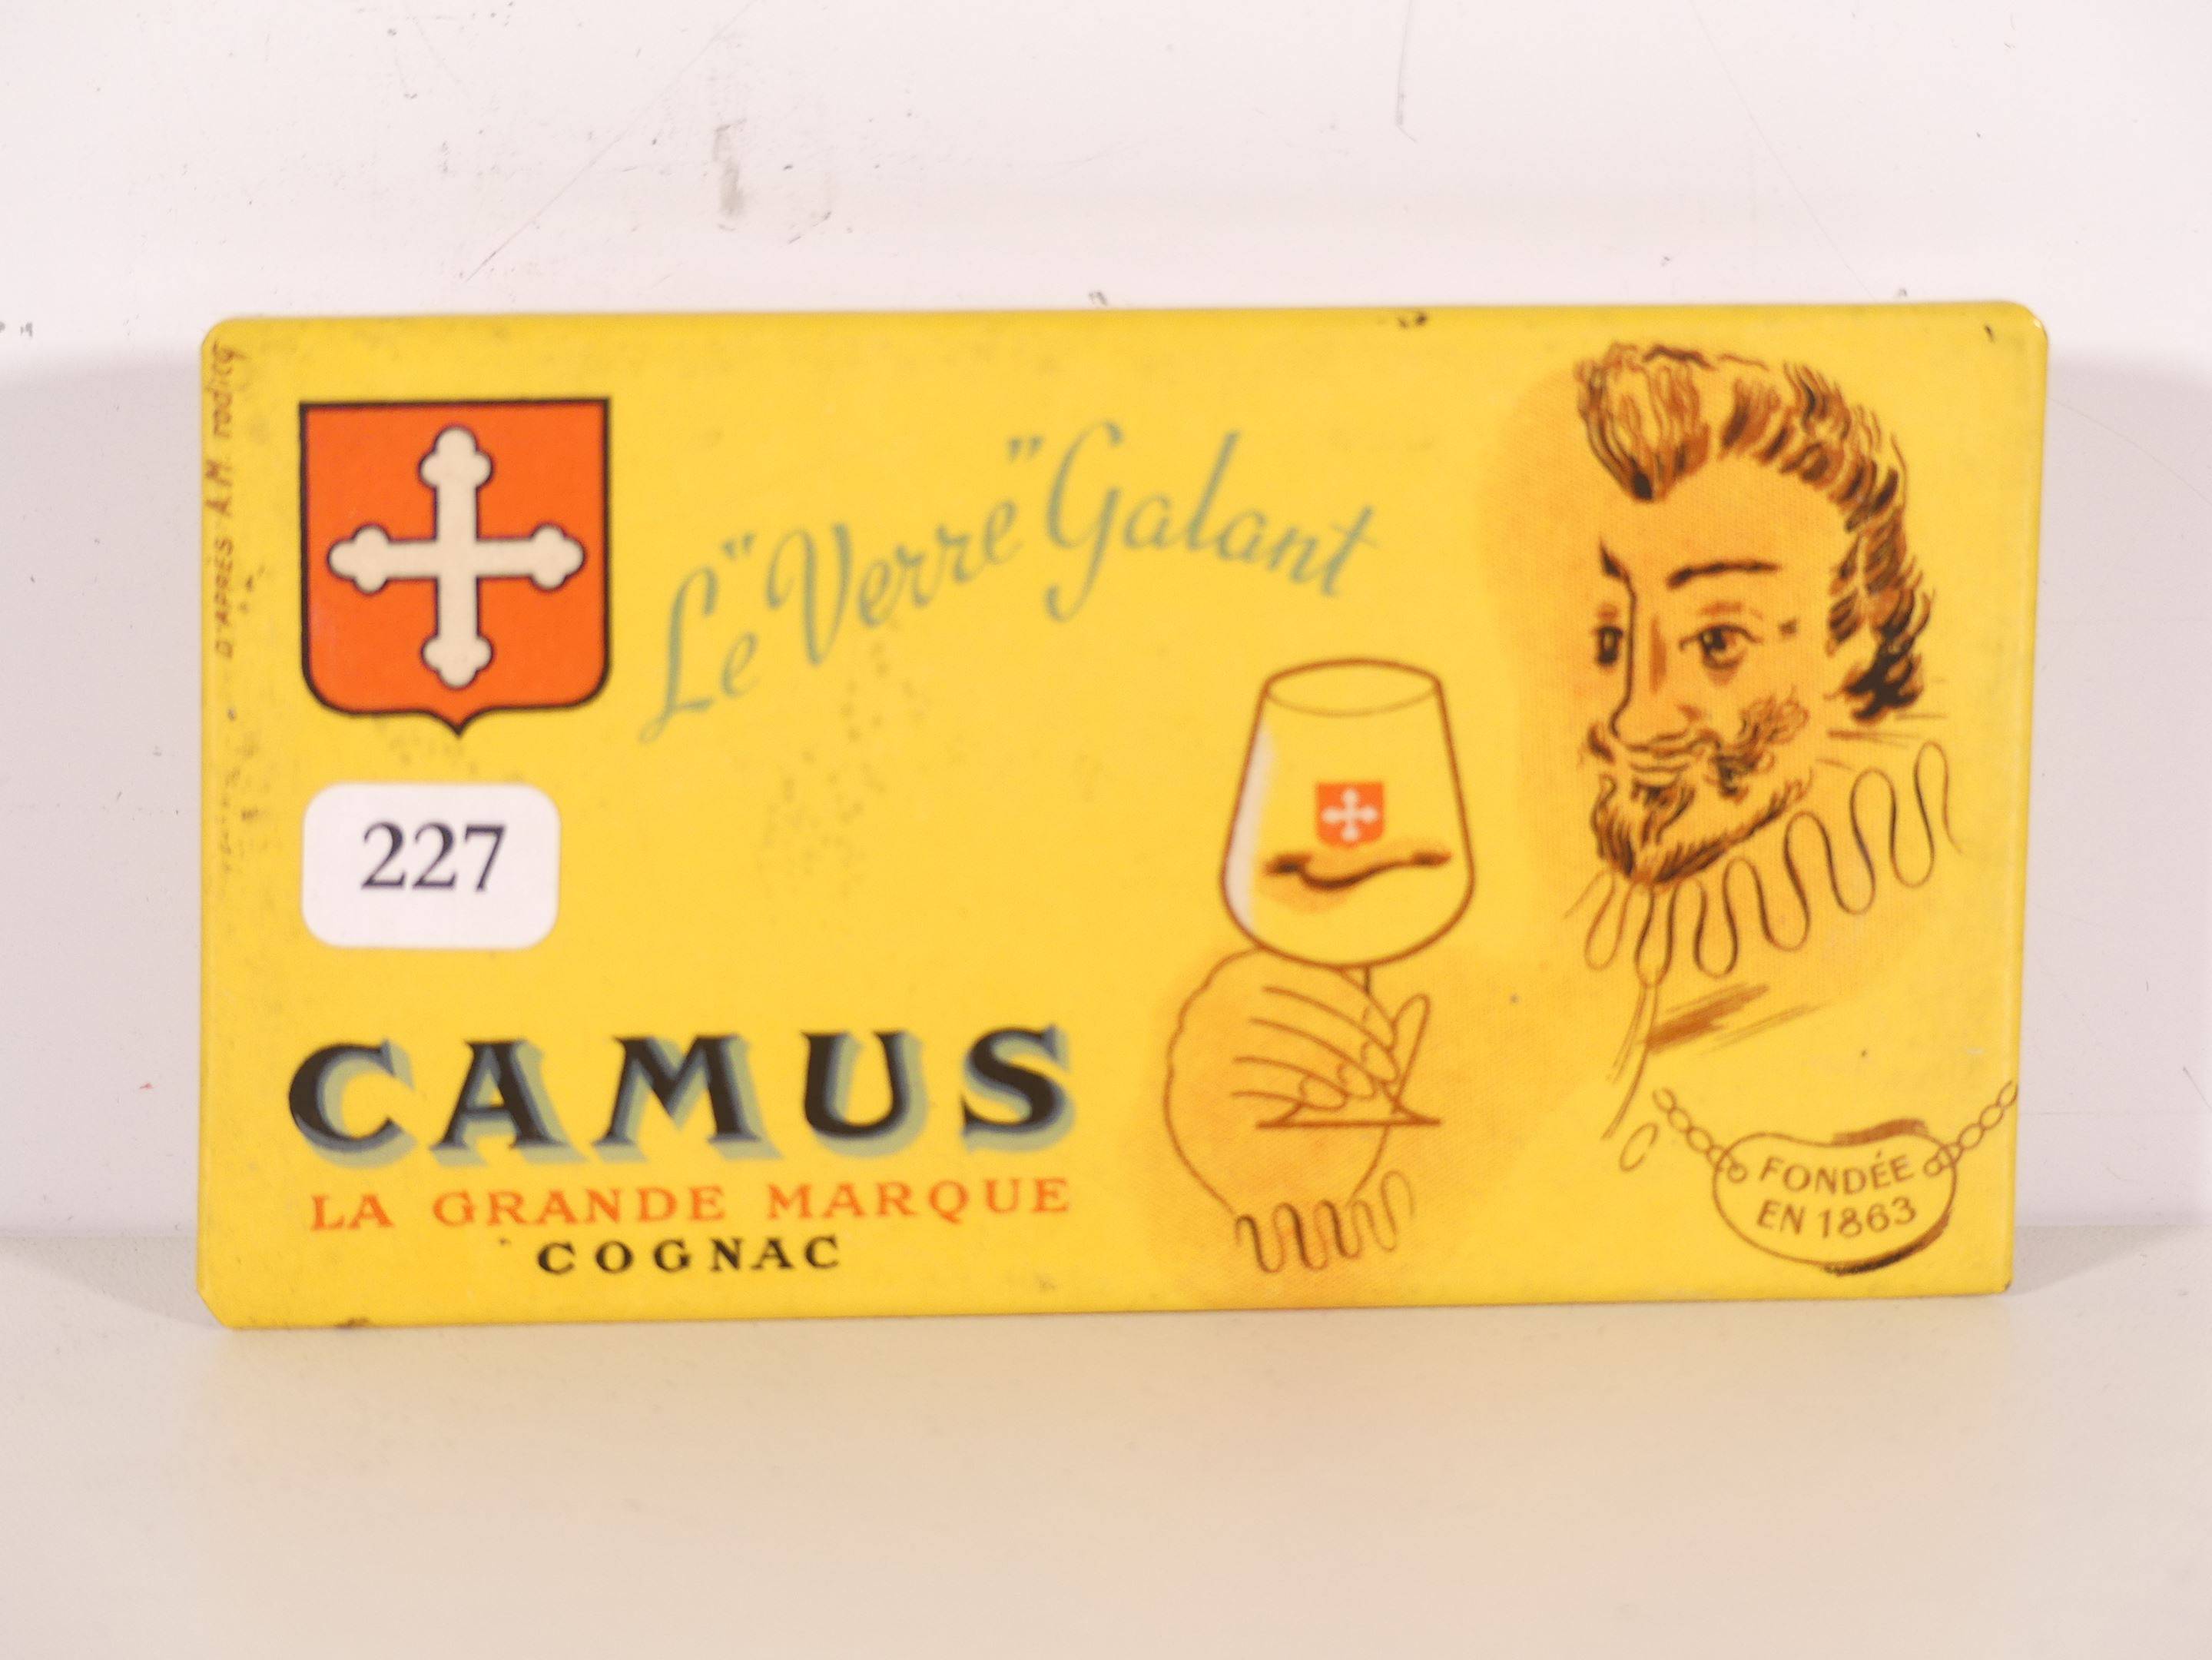 D'APRÈS A.M. rodicq
Le "Verre" Galant
227
CAMUS
LA GRANDE MARQUE
COGNAC
FONDÉE
EN 1863